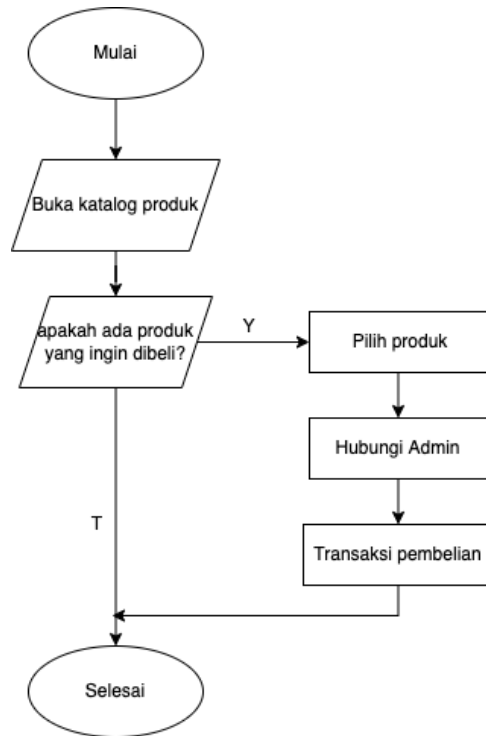 Mulai
Buka katalog produk
apakah ada produk
yang ingin dibeli?
Y
Pilih produk
Hubungi Admin
T
Transaksi pembelian
Selesai